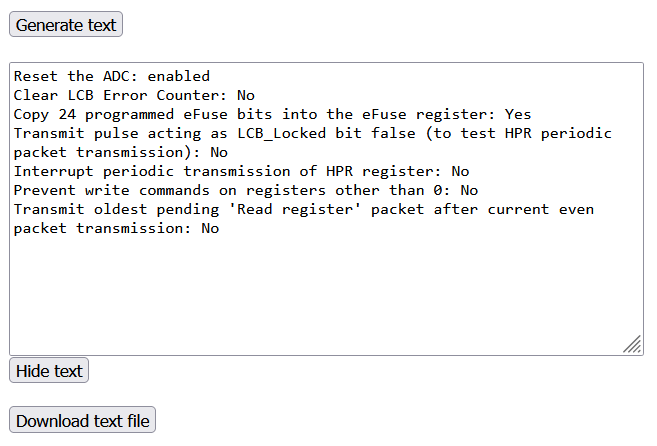 Generate text
Reset the ADC: enabled
Clear LCB Error Counter: No
Copy 24 programmed eFuse bits into the eFuse register: Yes
Transmit pulse acting as LCB_Locked bit false (to test HPR periodic
packet transmission): No
Interrupt periodic transmission of HPR register: No
Prevent write commands on registers other than 0: No
Transmit oldest pending 'Read register' packet after current even
packet transmission: No
Hide text
Download text file